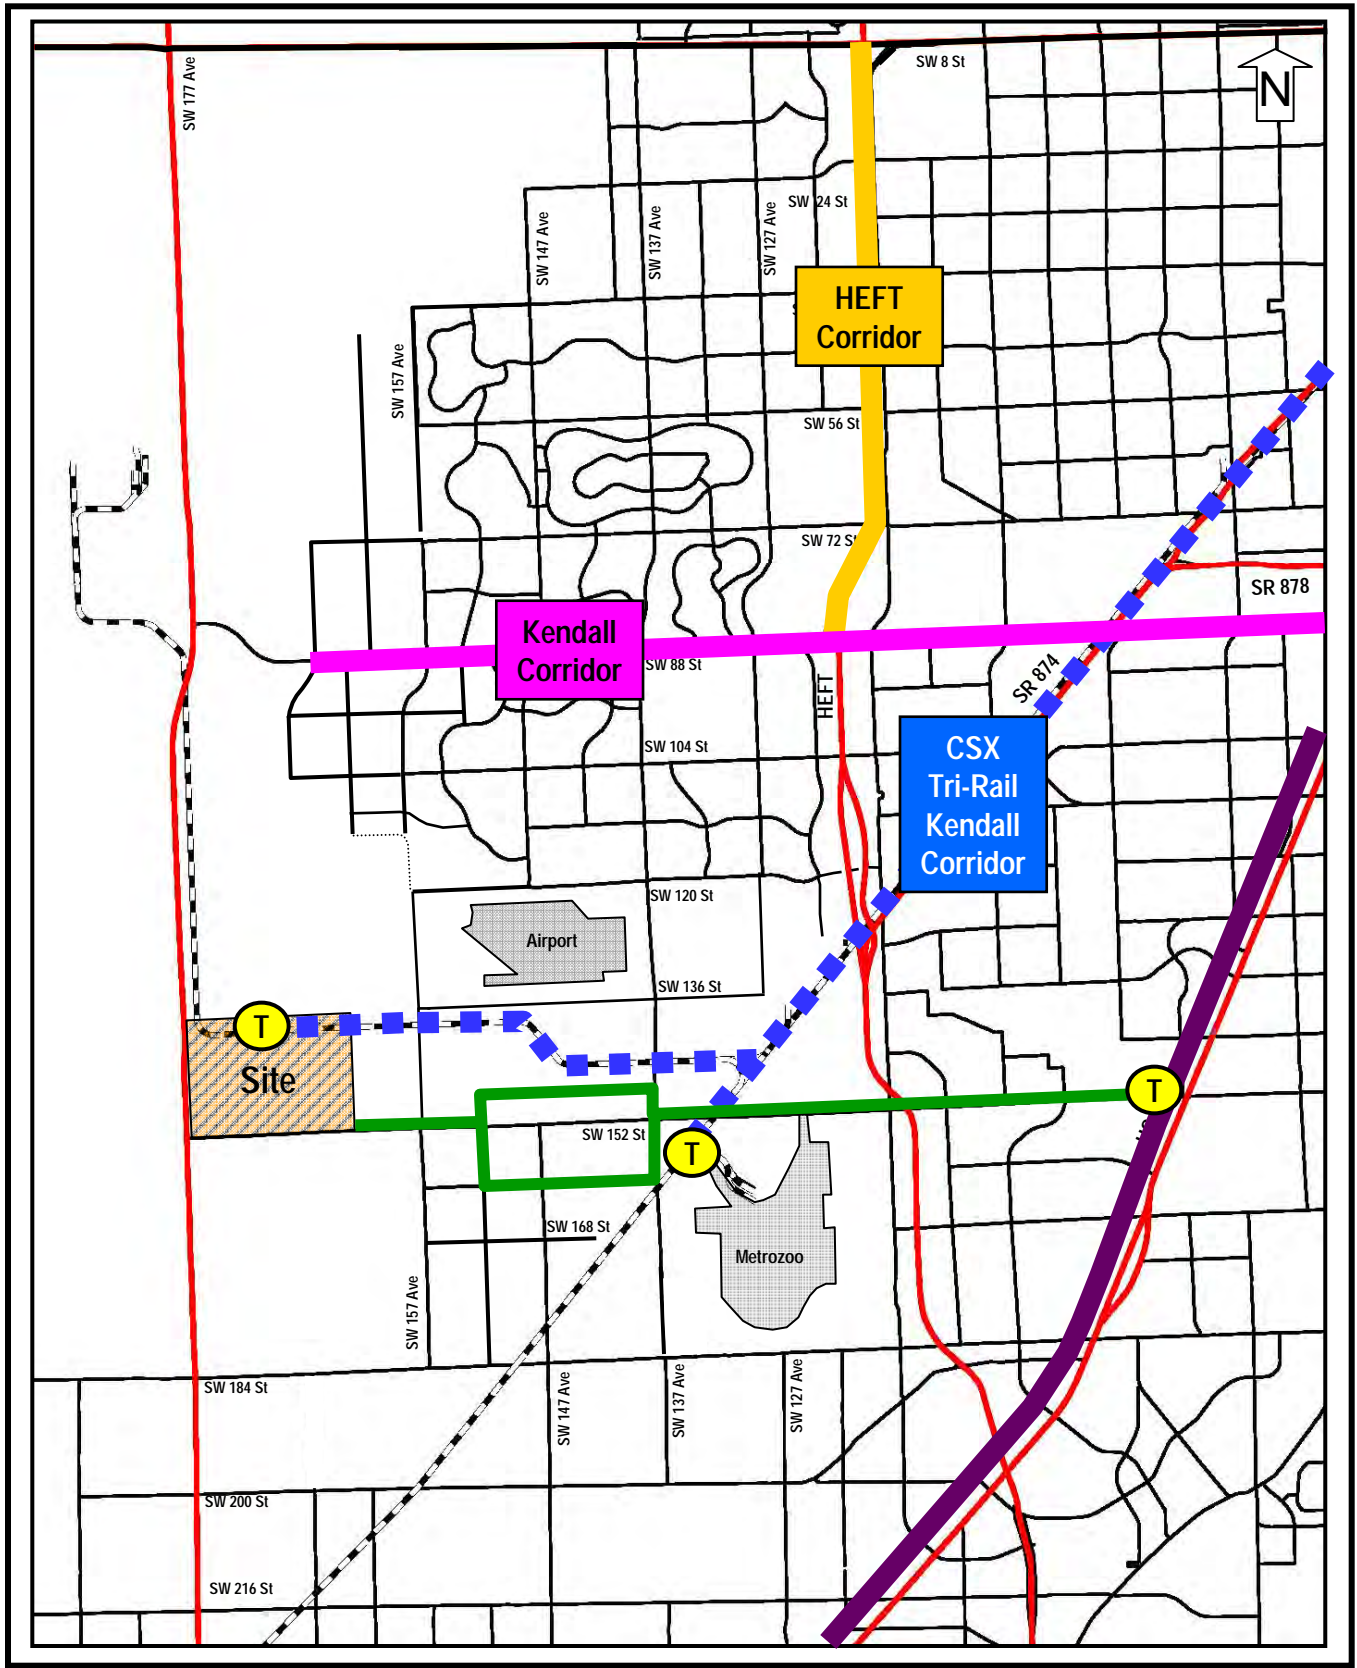 SW 8 St
N
SW 177 Ave
SW 24 St
SW 147 Ave
SW 137 Ave
SW 127 Ave
HEFT
Corridor
SW 157 Ave
SW 56 St
SW 72 St
SR 878
Kendall
Corridor
SW 88 St
SR 874
HEFT
SW 104 St
CSX
Tri-Rail
Kendall
Corridor
SW 120 St
Airport
SW 136 St
T
Site
T
SW 152 St
T
SW 168 St
Metrozoo
SW 157 Ave
SW 184 St
SW 147 Ave
SW 137 Ave
SW 127 Ave
SW 200 St
SW 216 St